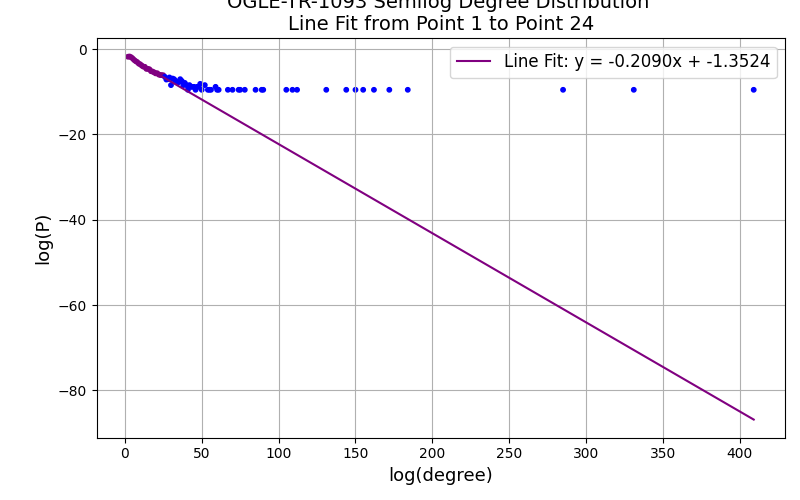 OGLE-TR-1093 Semilog Degree Distribution
Line Fit from Point 1 to Point 24
Line Fit: y = -0.2090x + -1.3524
0
−20
−40
−60
−80
log(P)
0 50 100 150 200 250 300 350 400
log(degree)